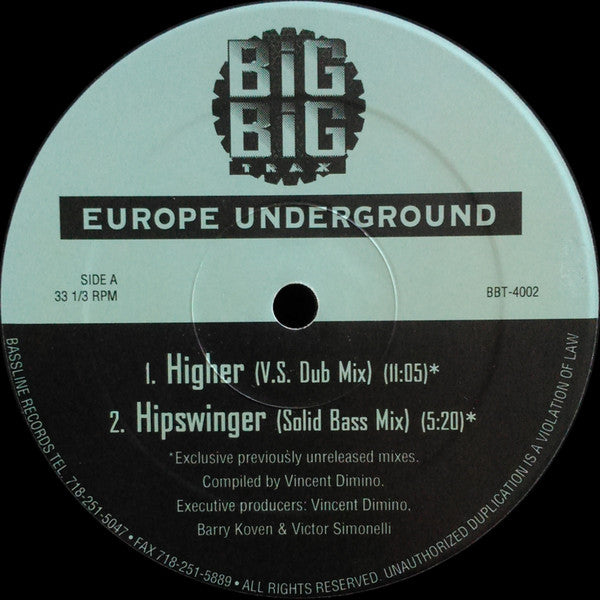 BiG
BiG
TRAX
EUROPE UNDERGROUND
SIDE A
33 1/3 RPM
BBT-4002
1. Higher (V.S. Dub Mix) (11:05)*
2. Hipswinger (Solid Bass Mix) (5:20)*
*Exclusive previously unreleased mixes.
Compiled by Vincent Dimino.
Executive producers: Vincent Dimino,
Barry Koven & Victor Simonelli
BASSLINE RECORDS TEL. 718-251-5047 • FAX 718-251-5889 • ALL RIGHTS RESERVED. UNAUTHORIZED DUPLICATION IS A VIOLATION OF LAW